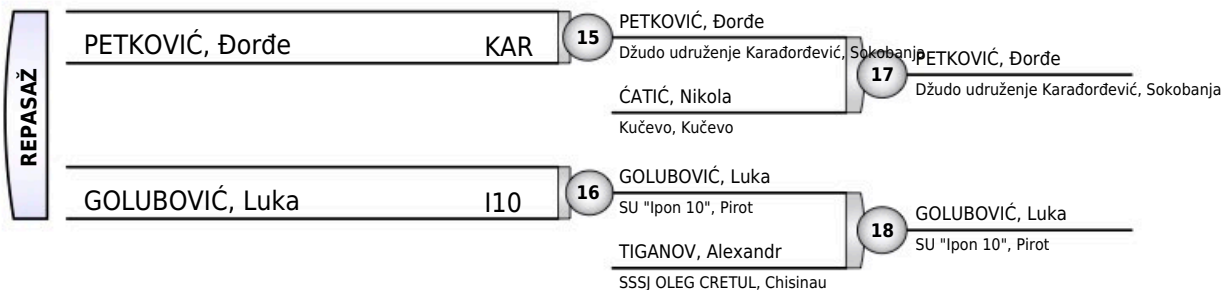 REPASAŽ
PETKOVIĆ, Đorđe KAR
15
PETKOVIĆ, Đorđe
Džudo udruženje Karađorđević, Sokobanja
ĆATIĆ, Nikola
Kučevo, Kučevo
17
PETKOVIĆ, Đorđe
Džudo udruženje Karađorđević, Sokobanja
GOLUBOVIĆ, Luka I10
16
GOLUBOVIĆ, Luka
SU "Ipon 10", Pirot
TIGANOV, Alexandr
SSSJ OLEG CRETUL, Chisinau
18
GOLUBOVIĆ, Luka
SU "Ipon 10", Pirot